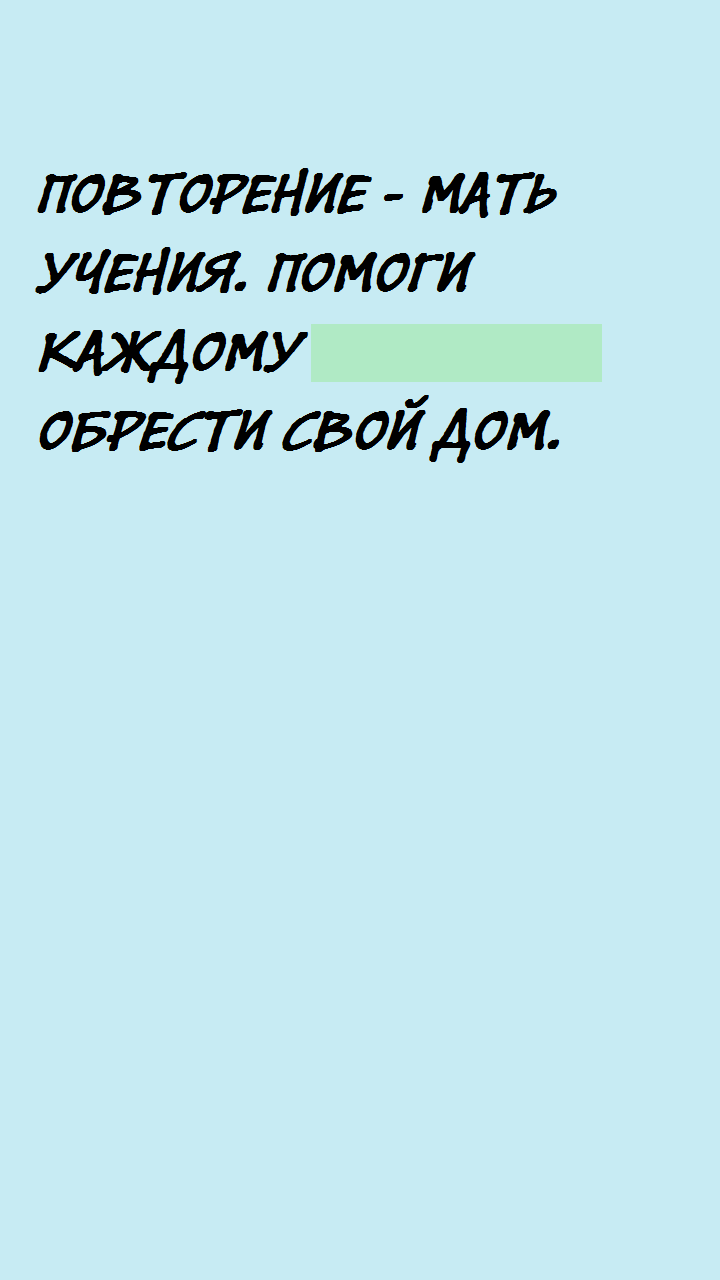 ПОВТОРЕНИЕ - МАТЬ
УЧЕНИЯ. ПОМОГИ
КАЖДОМУ
ОБРЕСТИ СВОЙ ДОМ.